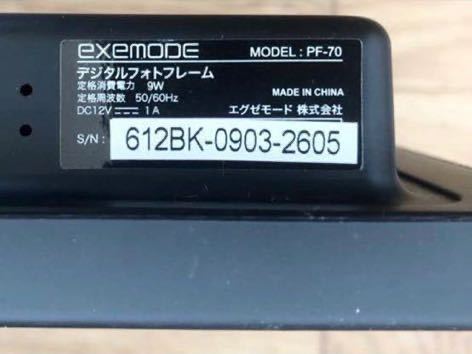 exemode MODEL : PF-70
デジタルフォトフレーム
定格消費電力 9W
定格周波数 50/60Hz MADE IN CHINA
DC12V⎓1A エグゼモード 株式会社
S/N : 612BK-0903-2605